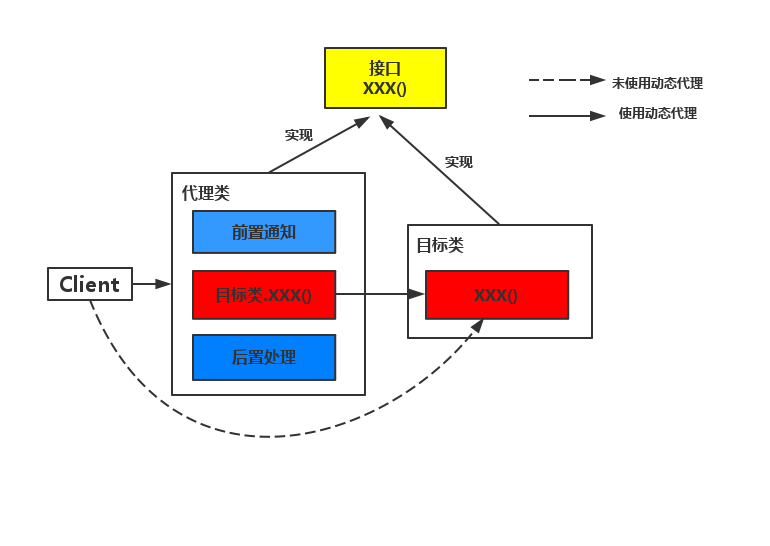 接口
XXX()
未使用动态代理
使用动态代理
实现
实现
代理类
前置通知
目标类
Client
目标类.XXX()
XXX()
后置处理